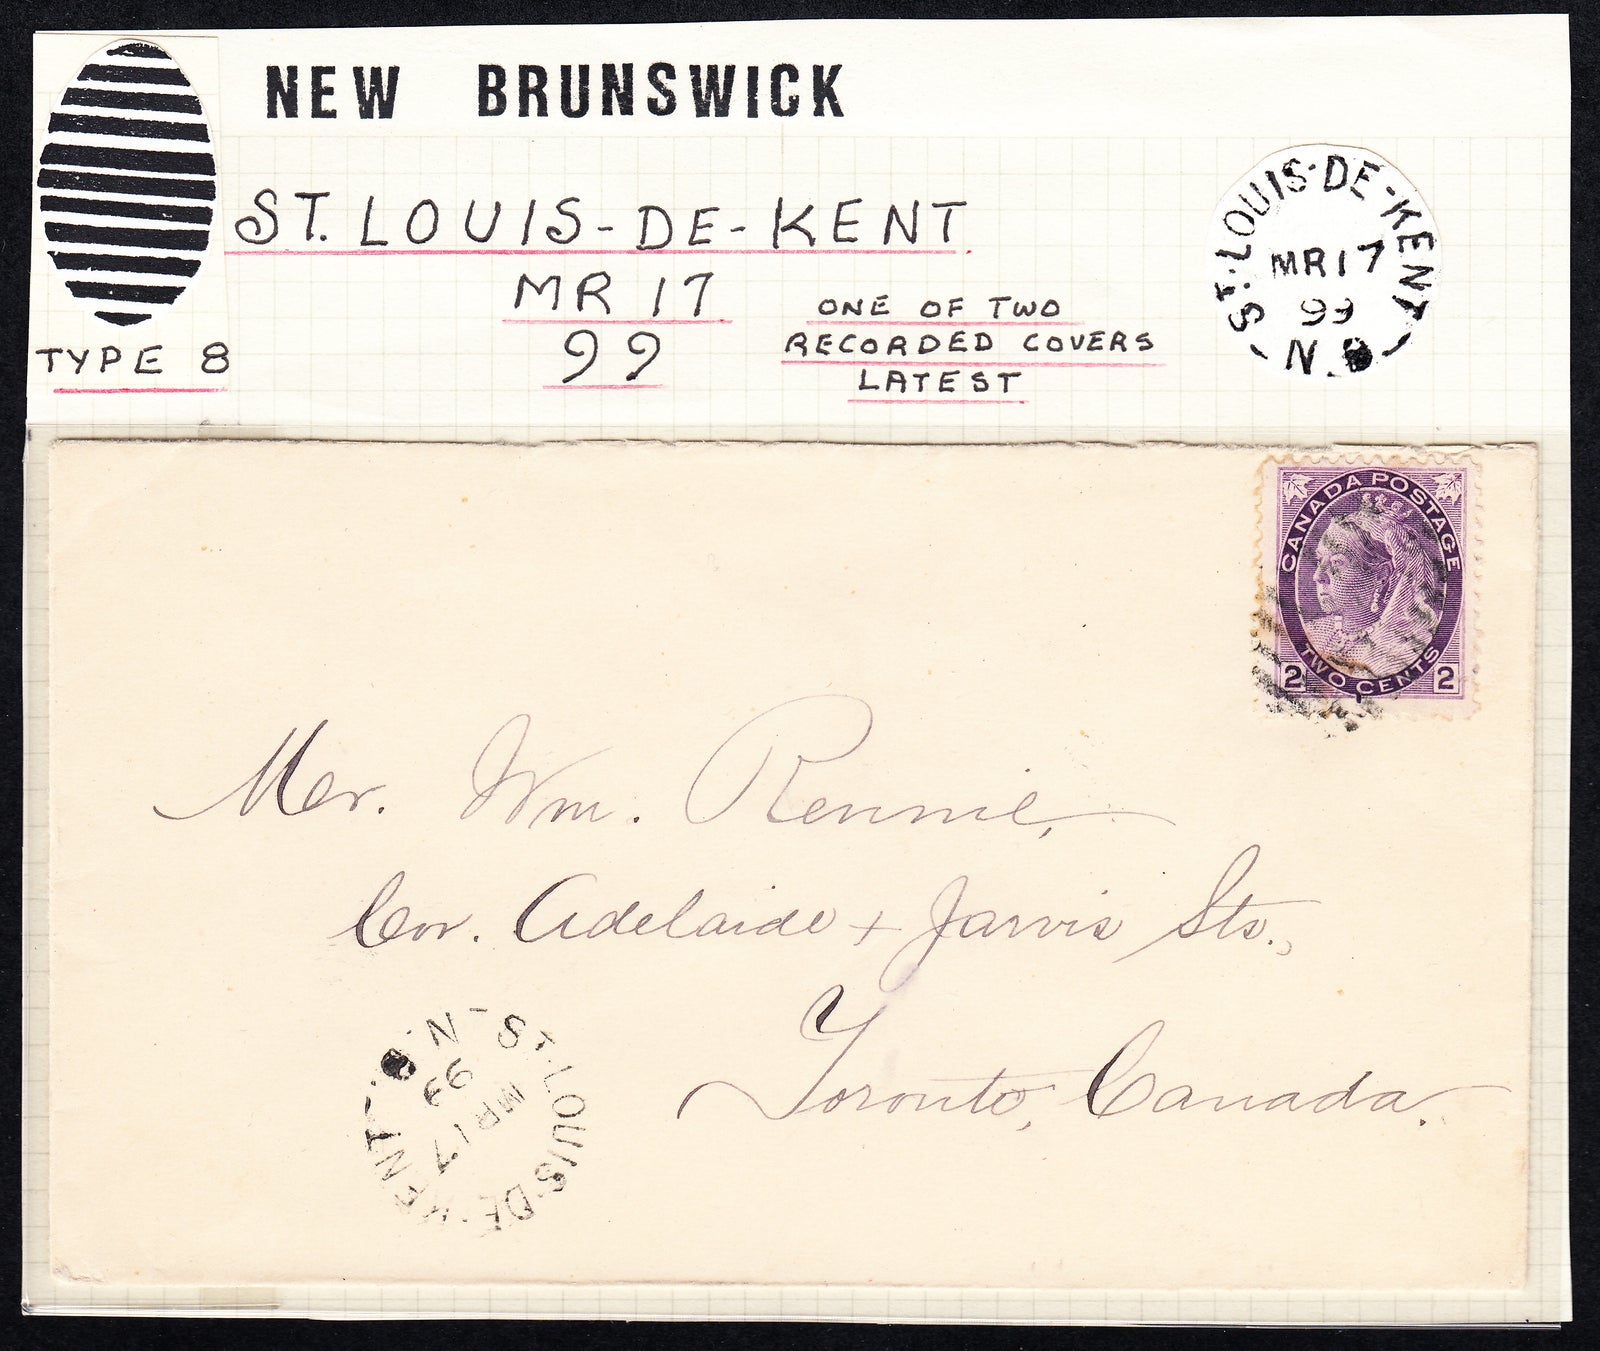 NEW BRUNSWICK
ST. LOUIS-DE-KENT
MR 17
99
TYPE 8
ONE OF TWO
RECORDED COVERS
LATEST
ST. LOUIS-DE-KENT
MR 17
99
N.B
CANADA POSTAGE
TWO CENTS
2 2
Mr. Wm. Rennie,
Cor. Adelaide + Jarvis Sts.,
Toronto, Canada.
ST. LOUIS-DE-KENT
MR 17
99
N.B